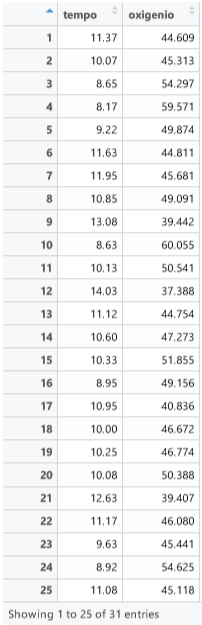 tempo oxigenio
1 11.37 44.609
2 10.07 45.313
3 8.65 54.297
4 8.17 59.571
5 9.22 49.874
6 11.63 44.811
7 11.95 45.681
8 10.85 49.091
9 13.08 39.442
10 8.63 60.055
11 10.13 50.541
12 14.03 37.388
13 11.12 44.754
14 10.60 47.273
15 10.33 51.855
16 8.95 49.156
17 10.95 40.836
18 10.00 46.672
19 10.25 46.774
20 10.08 50.388
21 12.63 39.407
22 11.17 46.080
23 9.63 45.441
24 8.92 54.625
25 11.08 45.118
Showing 1 to 25 of 31 entries